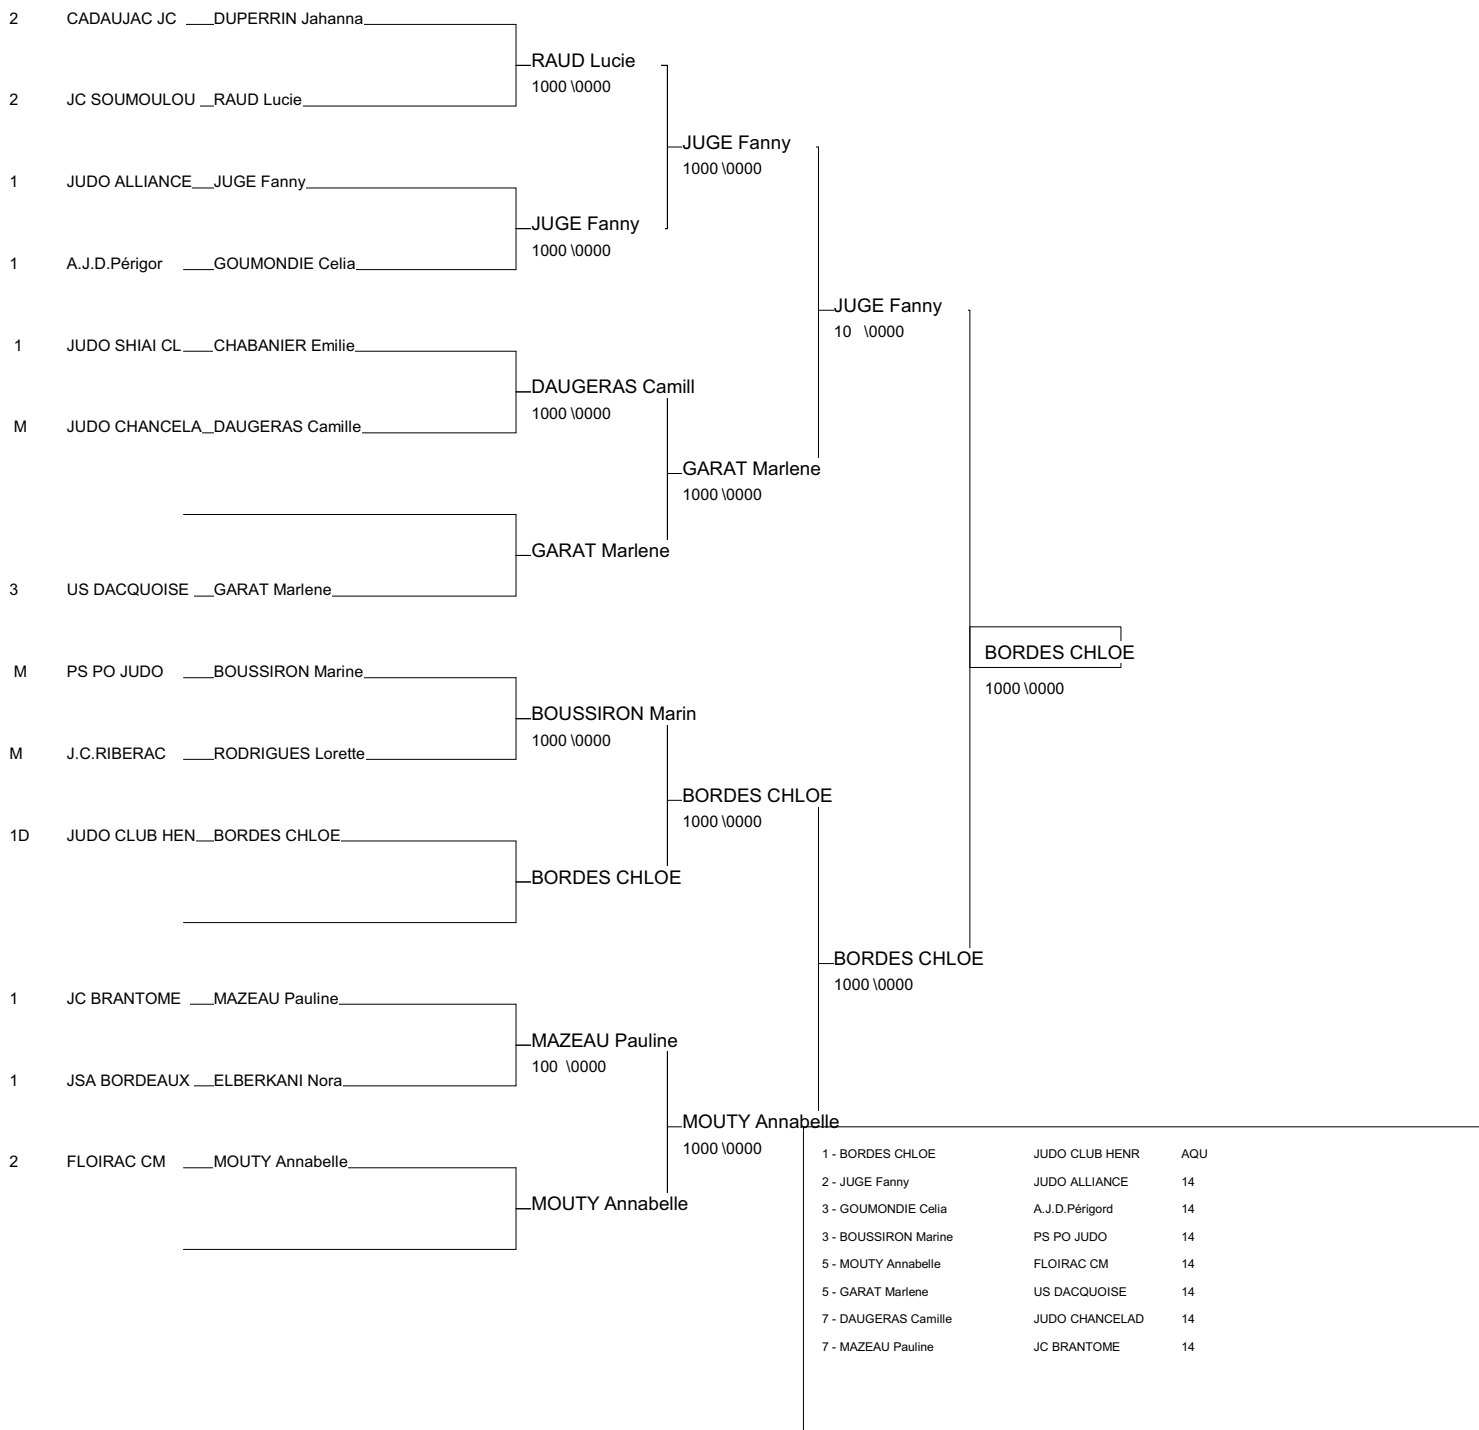 2 CADAUJAC JC DUPERRIN Jahanna
RAUD Lucie
1000 \0000
2 JC SOUMOULOU RAUD Lucie
JUGE Fanny
1000 \0000
1 JUDO ALLIANCE JUGE Fanny
JUGE Fanny
1000 \0000
1 A.J.D.Périgor GOUMONDIE Celia
JUGE Fanny
10 \0000
1 JUDO SHIAI CL CHABANIER Emilie
DAUGERAS Camill
1000 \0000
M JUDO CHANCELA DAUGERAS Camille
GARAT Marlene
1000 \0000
GARAT Marlene
3 US DACQUOISE GARAT Marlene
BORDES CHLOE
1000 \0000
M PS PO JUDO BOUSSIRON Marine
BOUSSIRON Marin
1000 \0000
M J.C.RIBERAC RODRIGUES Lorette
BORDES CHLOE
1000 \0000
1D JUDO CLUB HEN BORDES CHLOE
BORDES CHLOE
BORDES CHLOE
1000 \0000
1 JC BRANTOME MAZEAU Pauline
MAZEAU Pauline
100 \0000
1 JSA BORDEAUX ELBERKANI Nora
MOUTY Annabelle
1000 \0000
2 FLOIRAC CM MOUTY Annabelle
MOUTY Annabelle
1 - BORDES CHLOE JUDO CLUB HENR AQU
2 - JUGE Fanny JUDO ALLIANCE 14
3 - GOUMONDIE Celia A.J.D.Périgord 14
3 - BOUSSIRON Marine PS PO JUDO 14
5 - MOUTY Annabelle FLOIRAC CM 14
5 - GARAT Marlene US DACQUOISE 14
7 - DAUGERAS Camille JUDO CHANCELAD 14
7 - MAZEAU Pauline JC BRANTOME 14